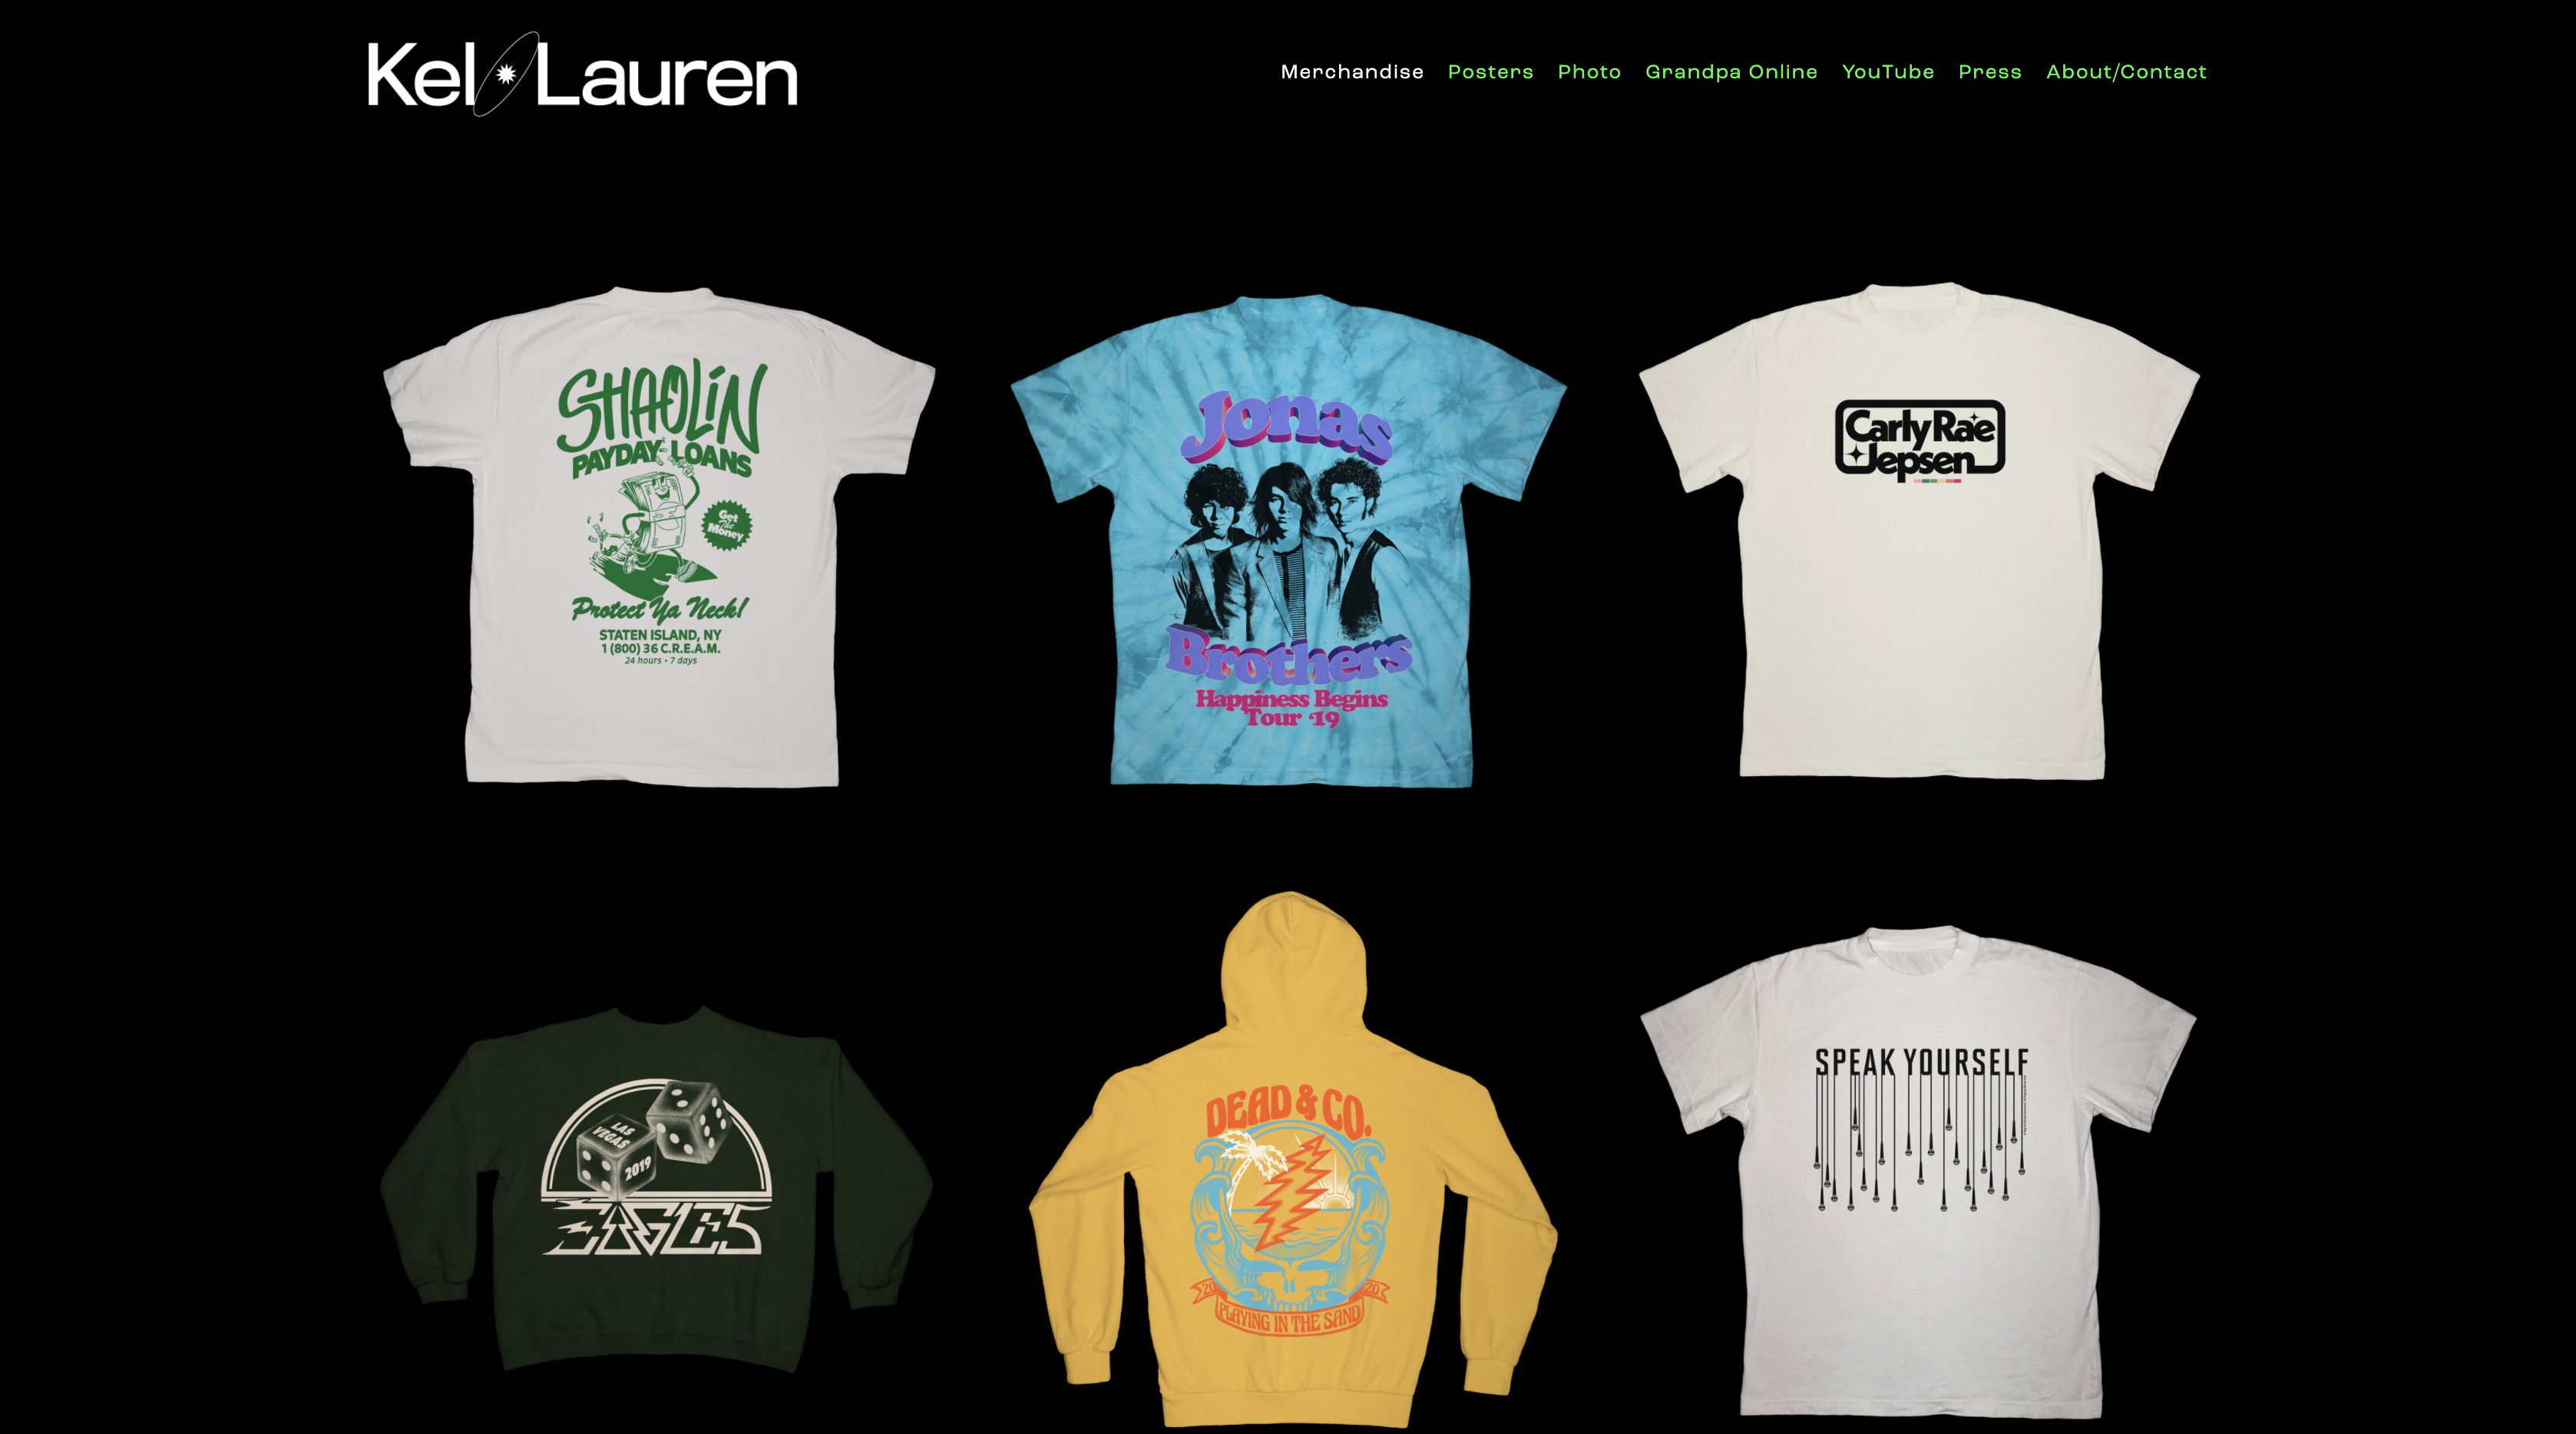 Kel Lauren
Merchandise Posters Photo Grandpa Online YouTube Press About/Contact
SHAOLIN
PAYDAY LOANS
Get
The
Money
Protect Ya Neck!
STATEN ISLAND, NY
1 (800) 36 C.R.E.A.M.
24 hours • 7 days
Jonas
Brothers
Happiness Begins
Tour '19
Carly Rae
Jepsen
LAS
VEGAS
2019
EAGLES
DEAD & CO.
20 20
PLAYING IN THE SAND
SPEAK YOURSELF